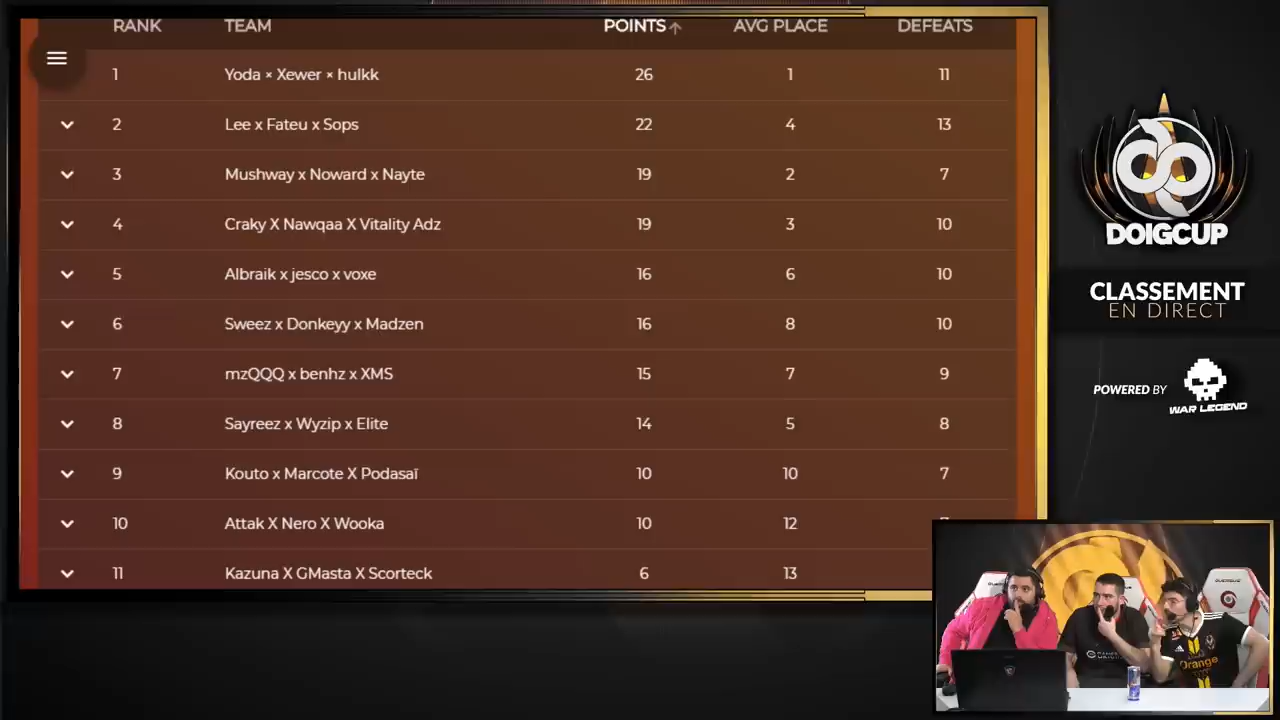 RANK TEAM POINTS AVG PLACE DEFEATS
1 Yoda × Xewer × hulkk 26 1 11
2 Lee x Fateu x Sops 22 4 13
3 Mushway x Noward x Nayte 19 2 7
4 Craky X Nawqaa X Vitality Adz 19 3 10
5 Albraik x jesco x voxe 16 6 10
6 Sweez x Donkeyy x Madzen 16 8 10
7 mzQQQ x benhz x XMS 15 7 9
8 Sayreez x Wyzip x Elite 14 5 8
9 Kouto x Marcote X Podasaï 10 10 7
10 Attak X Nero X Wooka 10 12
11 Kazuna X GMasta X Scorteck 6 13
DOIGCUP
CLASSEMENT
EN DIRECT
POWERED BY
WAR LEGEND
Orange